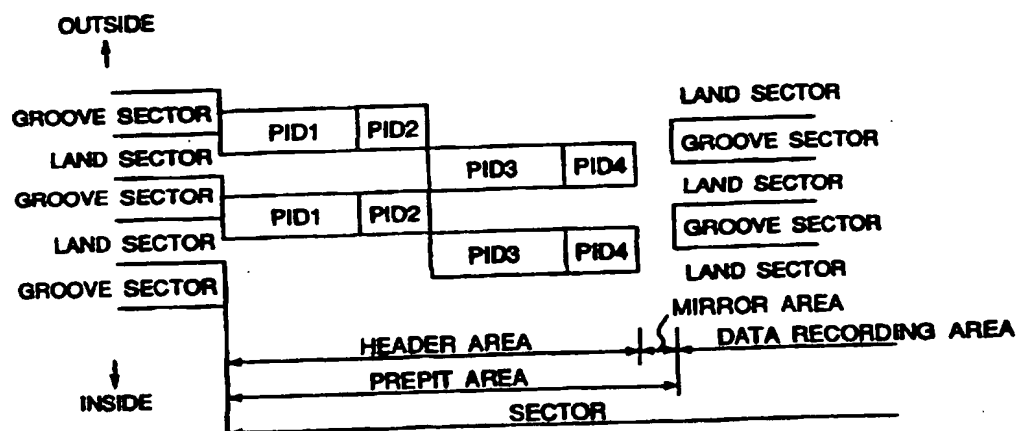 OUTSIDE
LAND SECTOR
GROOVE SECTOR PID1 PID2 GROOVE SECTOR
LAND SECTOR PID3 PID4 LAND SECTOR
GROOVE SECTOR PID1 PID2 GROOVE SECTOR
LAND SECTOR PID3 PID4 LAND SECTOR
GROOVE SECTOR
MIRROR AREA
HEADER AREA DATA RECORDING AREA
PREPIT AREA
INSIDE
SECTOR